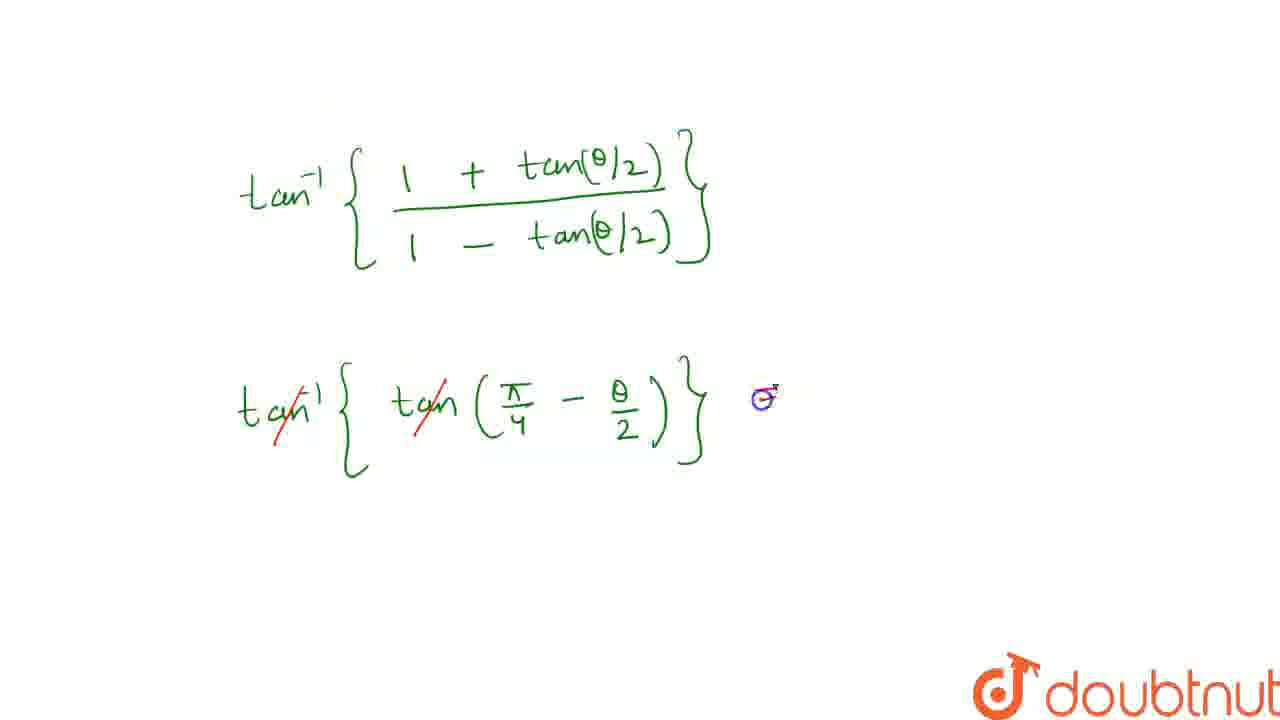 tan⁻¹ { 1 + tan(θ/2) / 1 − tan(θ/2) }
tan⁻¹ { tan (π/4 − θ/2) } =
doubtnut